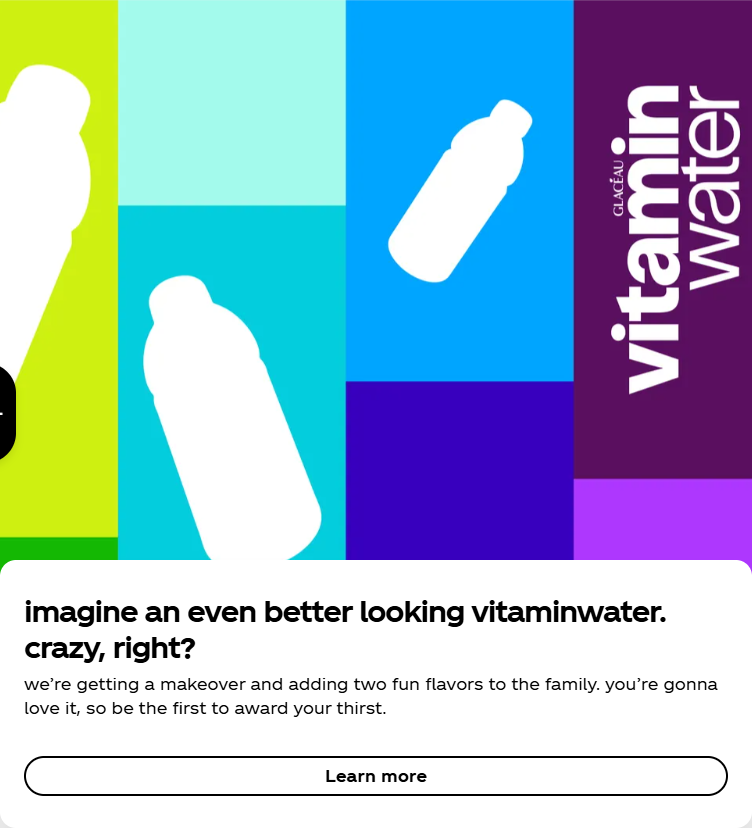 GLACÉAU
vitamin
water
imagine an even better looking vitaminwater.
crazy, right?
we’re getting a makeover and adding two fun flavors to the family. you’re gonna
love it, so be the first to award your thirst.
Learn more